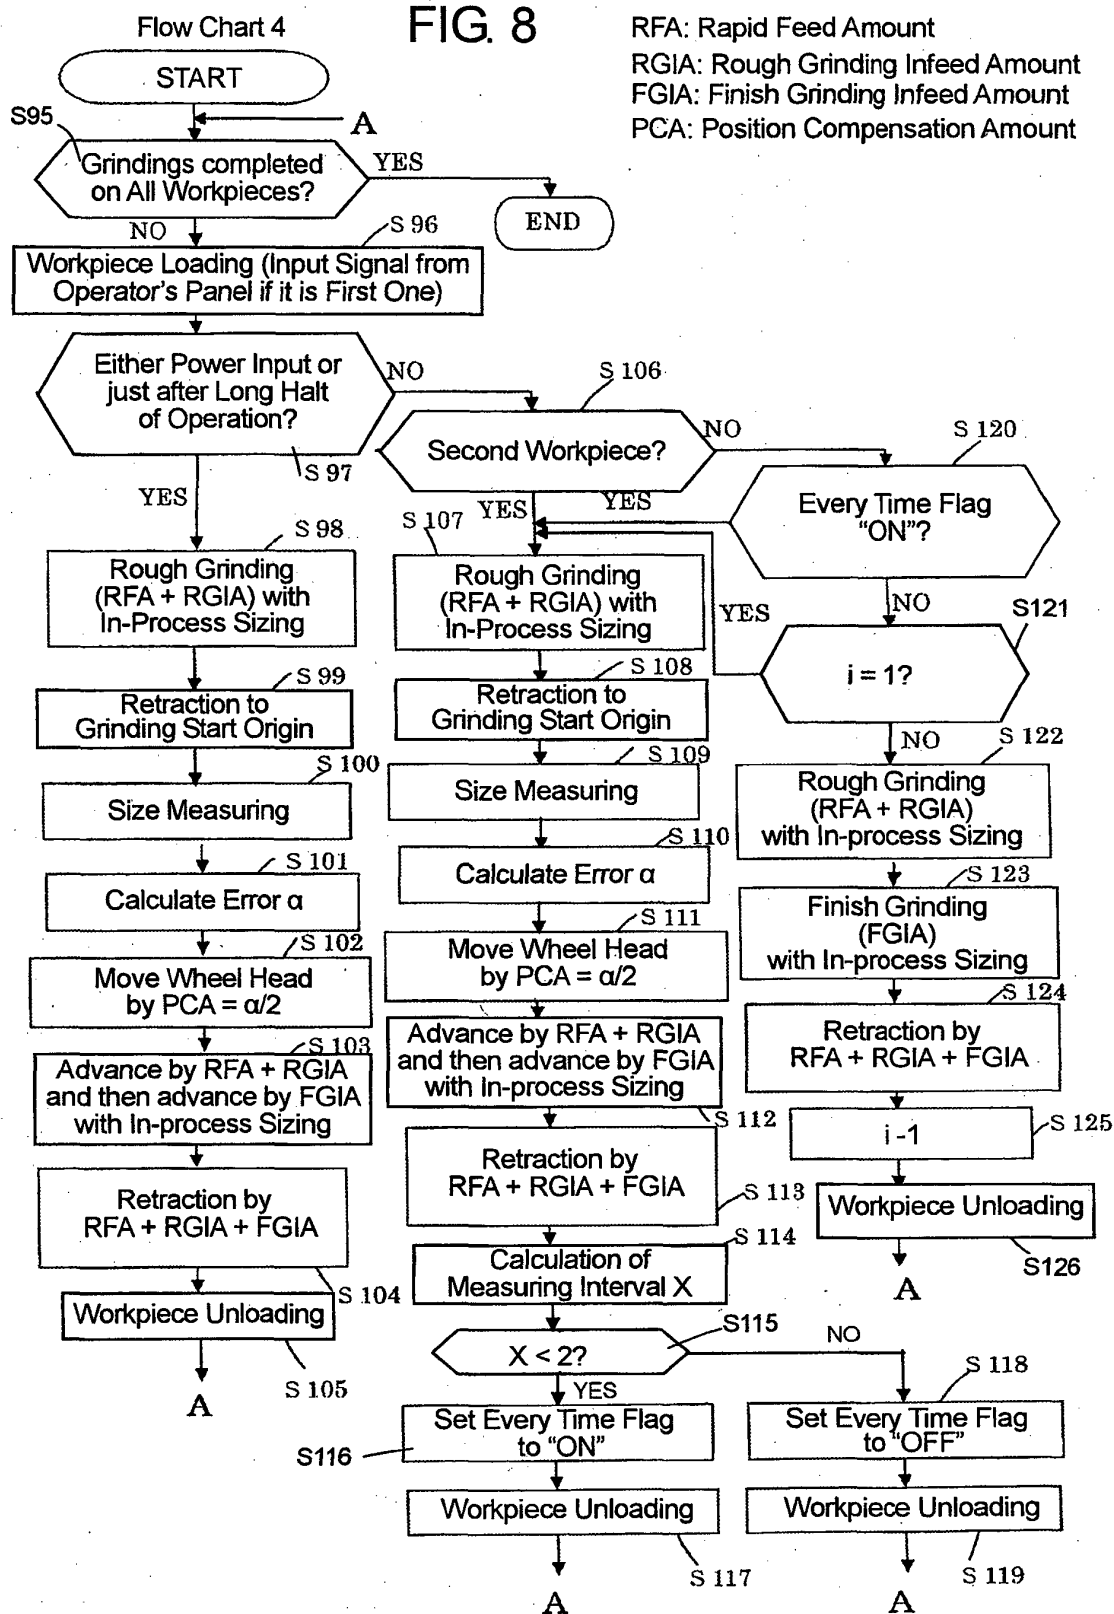 Flow Chart 4
FIG. 8
RFA: Rapid Feed Amount
RGIA: Rough Grinding Infeed Amount
FGIA: Finish Grinding Infeed Amount
PCA: Position Compensation Amount
START
A
S95
Grindings completed
on All Workpieces?
YES
END
NO
S 96
Workpiece Loading (Input Signal from
Operator's Panel if it is First One)
Either Power Input or
just after Long Halt
of Operation?
NO
S 97
YES
S 98
Rough Grinding
(RFA + RGIA) with
In-Process Sizing
S 99
Retraction to
Grinding Start Origin
S 100
Size Measuring
S 101
Calculate Error α
S 102
Move Wheel Head
by PCA = α/2
S 103
Advance by RFA + RGIA
and then advance by FGIA
with In-process Sizing
Retraction by
RFA + RGIA + FGIA
S 104
Workpiece Unloading
S 105
A
S 106
Second Workpiece?
NO
YES
S 107
Rough Grinding
(RFA + RGIA) with
In-Process Sizing
S 108
Retraction to
Grinding Start Origin
S 109
Size Measuring
S 110
Calculate Error α
S 111
Move Wheel Head
by PCA = α/2
Advance by RFA + RGIA
and then advance by FGIA
with In-process Sizing
S 112
Retraction by
RFA + RGIA + FGIA
S 113
S 114
Calculation of
Measuring Interval X
S115
X < 2?
NO
YES
S116
Set Every Time Flag
to “ON”
Workpiece Unloading
S 117
A
S 118
Set Every Time Flag
to “OFF”
Workpiece Unloading
S 119
A
S 120
Every Time Flag
“ON”?
YES
NO
S121
i = 1?
YES
NO
S 122
Rough Grinding
(RFA + RGIA)
with In-process Sizing
S 123
Finish Grinding
(FGIA)
with In-process Sizing
S 124
Retraction by
RFA + RGIA + FGIA
i -1
S 125
Workpiece Unloading
S126
A